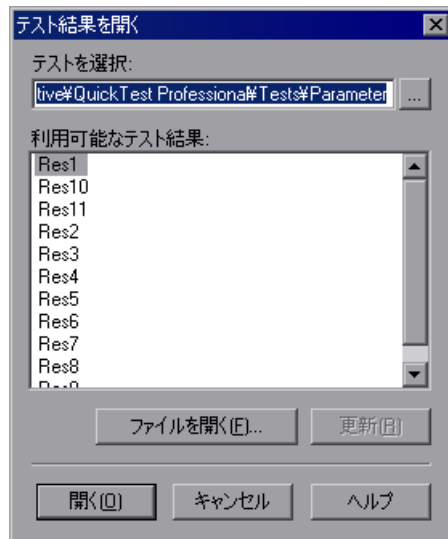 テスト結果を開く
テストを選択:
tive¥QuickTest Professional¥Tests¥Parameter
...
利用可能なテスト結果:
Res1
Res10
Res11
Res2
Res3
Res4
Res5
Res6
Res7
Res8
ファイルを開く(F)...
更新(R)
開く(O)
キャンセル
ヘルプ